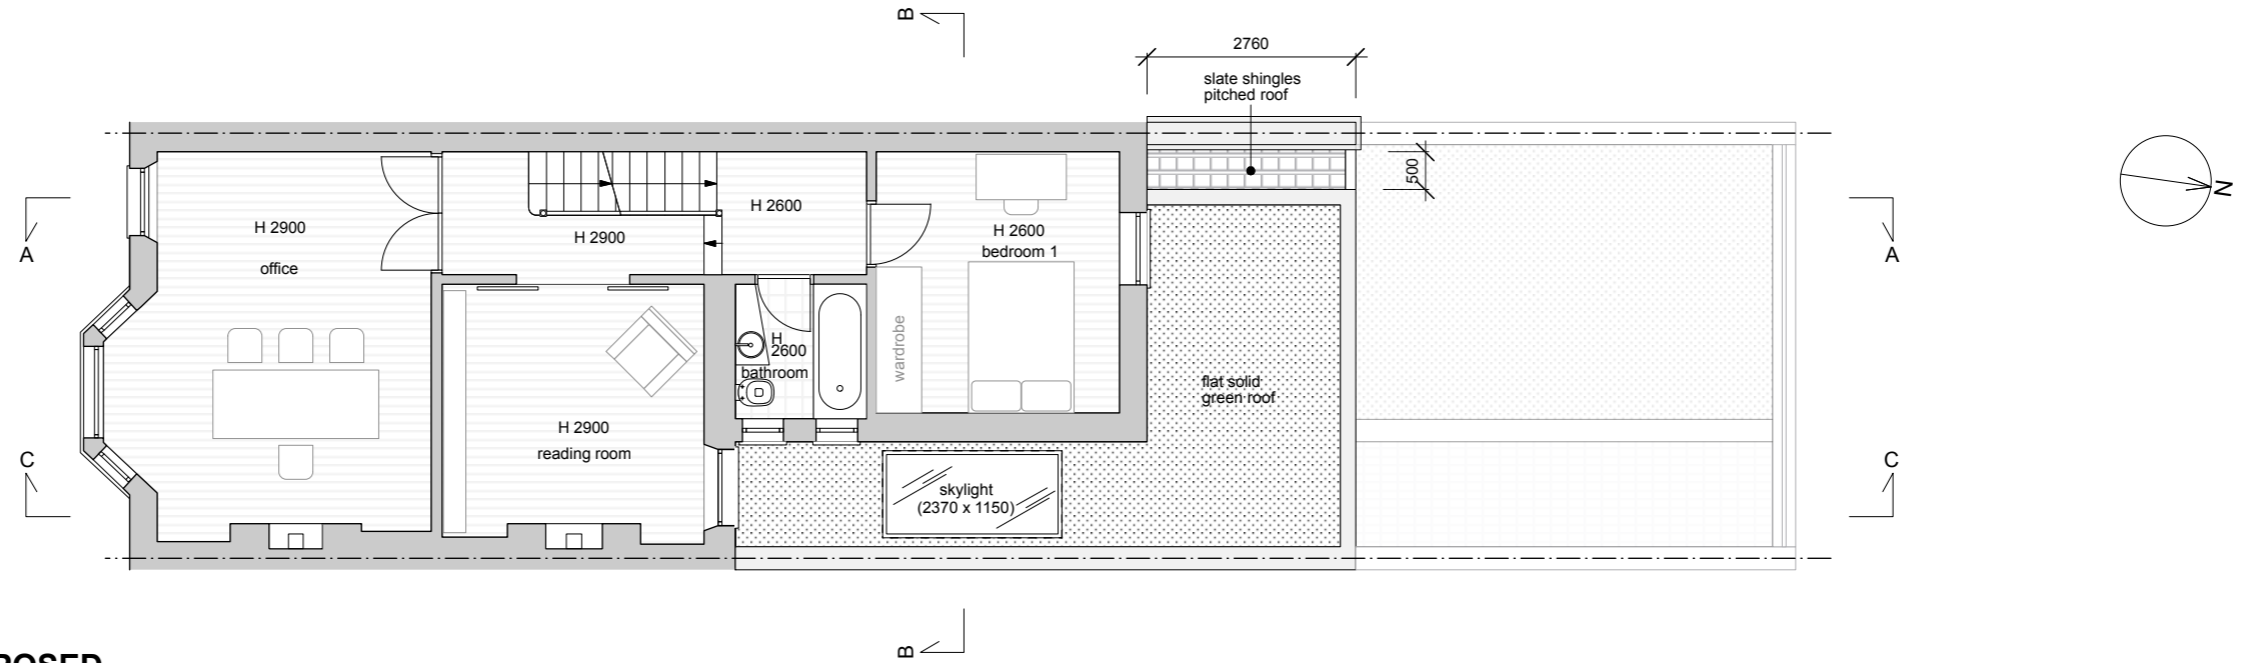 B
2760
slate shingles
pitched roof
500
N
A
A
H 2900
office
H 2900
H 2600
H 2600
bedroom 1
H
2600
bathroom
wardrobe
flat solid
green roof
H 2900
reading room
C
C
skylight
(2370 x 1150)
B
POSED